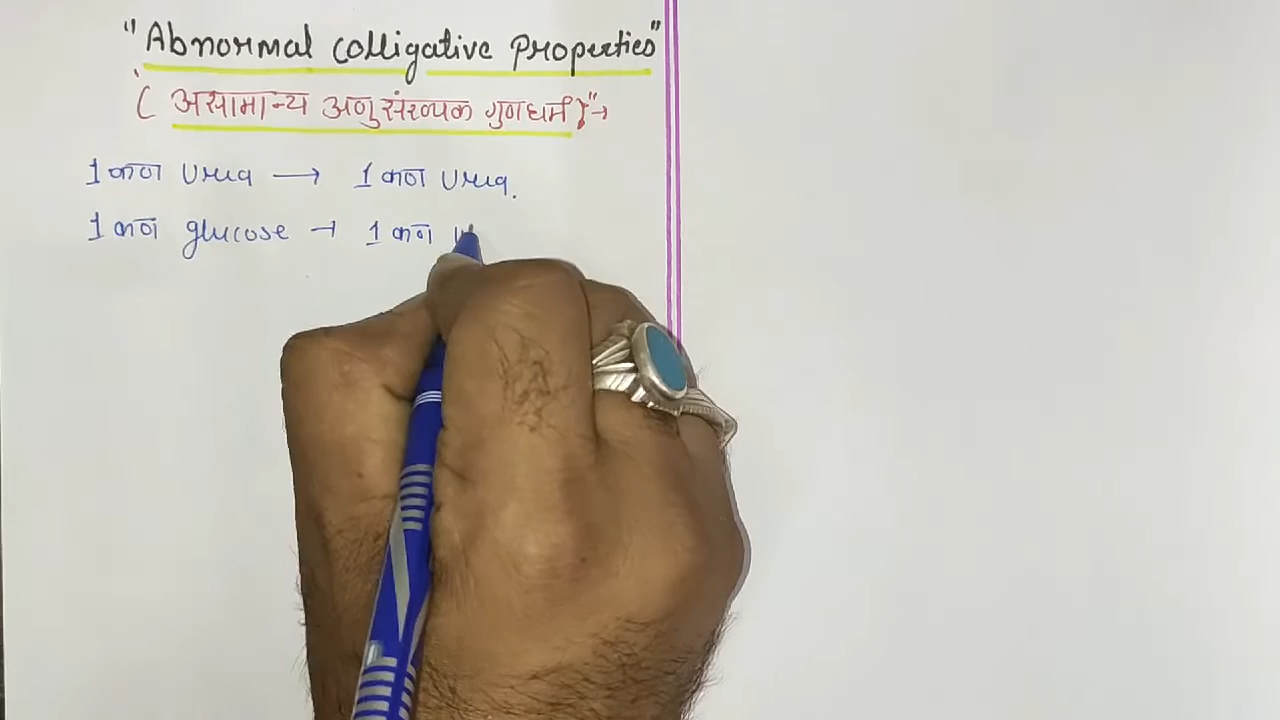 "Abnormal colligative properties"
( असामान्य अनुसंख्यक गुणधर्म )"→
1 कण urea → 1 कण urea.
1 कण glucose → 1 कण